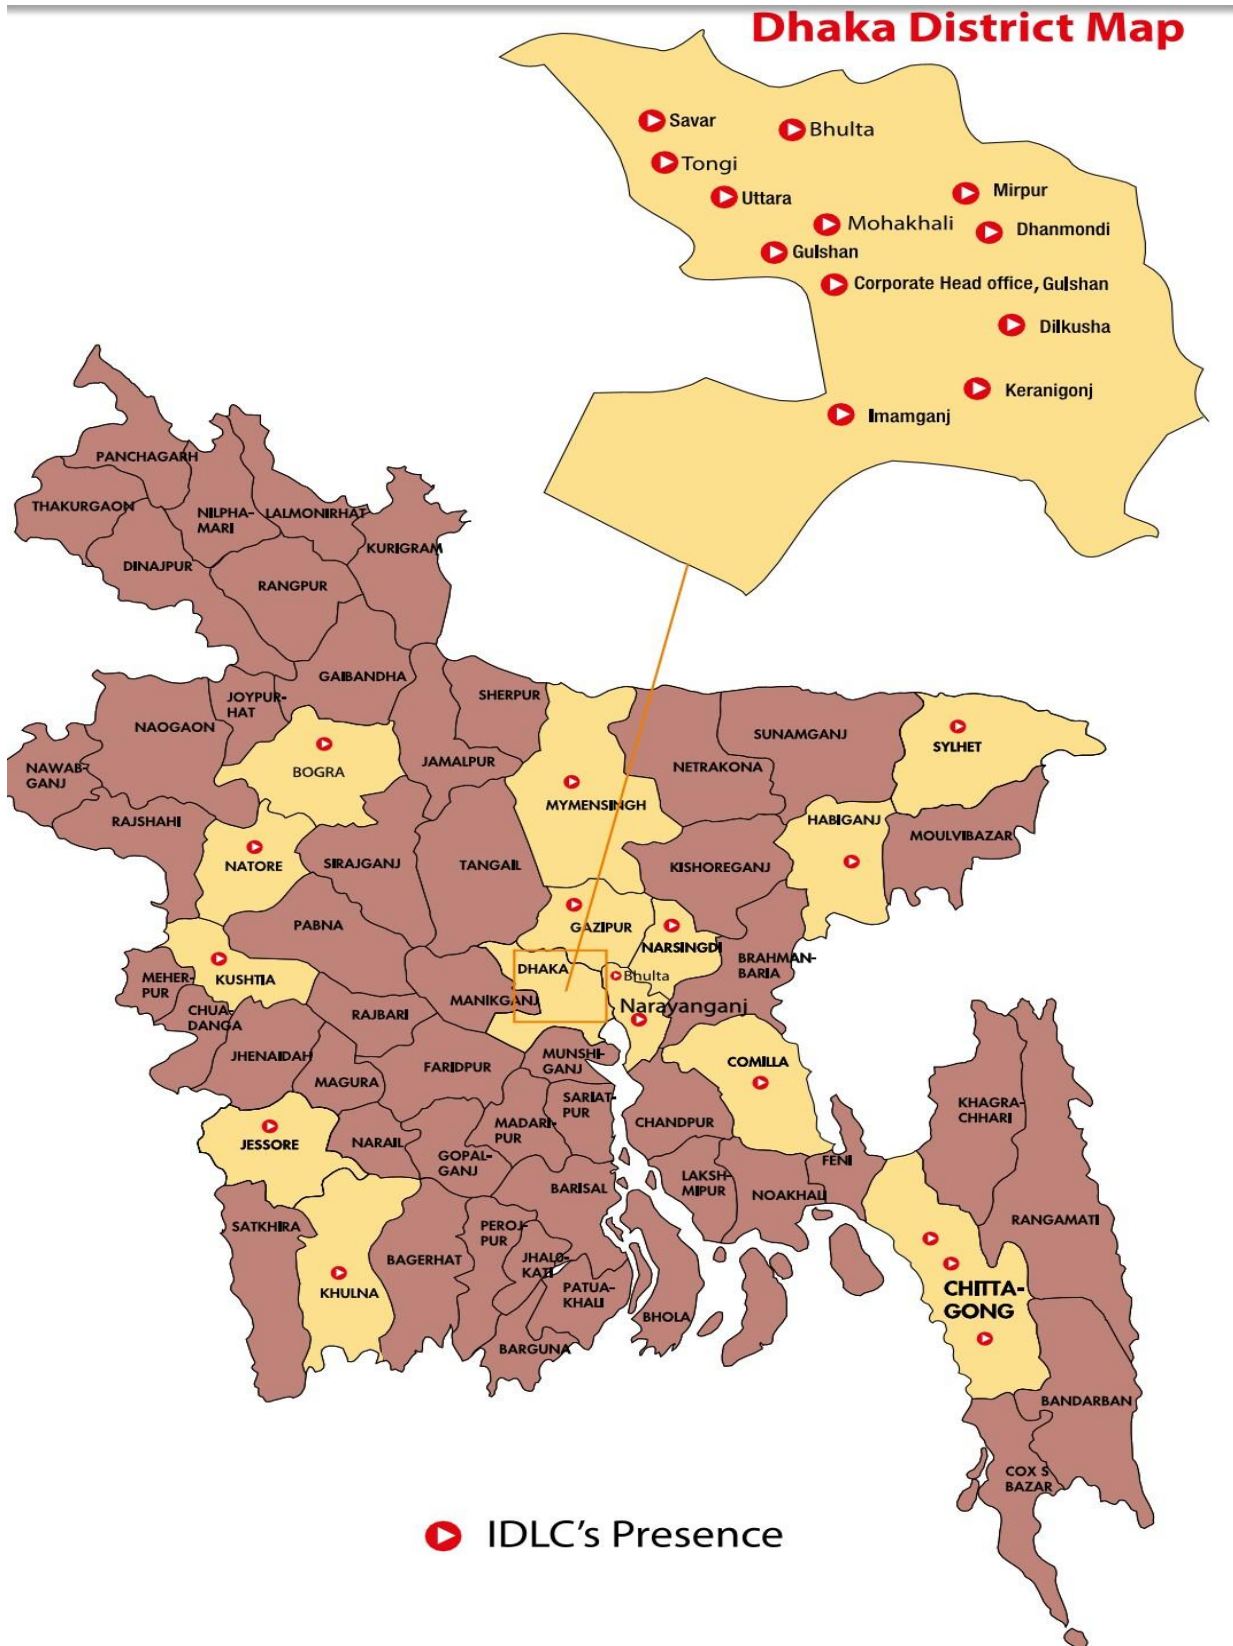 Dhaka District Map
Savar
Bhulta
Tongi
Uttara
Mirpur
Mohakhali
Dhanmondi
Gulshan
Corporate Head office, Gulshan
Dilkusha
Keranigonj
Imamganj
PANCHAGARH
THAKURGAON
NILPHA-
MARI
LALMONIRHAT
KURIGRAM
DINAJPUR
RANGPUR
GAIBANDHA
JOYPUR-
HAT
NAOGAON
SHERPUR
SUNAMGANJ
SYLHET
NAWAB-
GANJ
BOGRA
JAMALPUR
NETRAKONA
MYMENSINGH
RAJSHAHI
HABIGANJ
MOULVIBAZAR
NATORE
SIRAJGANJ
TANGAIL
KISHOREGANJ
PABNA
GAZIPUR
NARSINGDI
BRAHMAN-
BARIA
MEHER-
PUR
KUSHTIA
DHAKA
Bhulta
CHUA-
DANGA
RAJBARI
MANIKGANJ
Narayanganj
JHENAIDAH
MAGURA
FARIDPUR
MUNSHI-
GANJ
COMILLA
SARIAT-
PUR
KHAGRA-
CHHARI
JESSORE
NARAIL
MADARI-
PUR
CHANDPUR
GOPAL-
GANJ
FENI
BARISAL
LAKSH-
MIPUR
NOAKHALI
SATKHIRA
PEROJ-
PUR
RANGAMATI
BAGERHAT
JHALO-
KATI
KHULNA
PATUA-
KHALI
CHITTA-
GONG
BHOLA
BARGUNA
BANDARBAN
COX S
BAZAR
IDLC's Presence